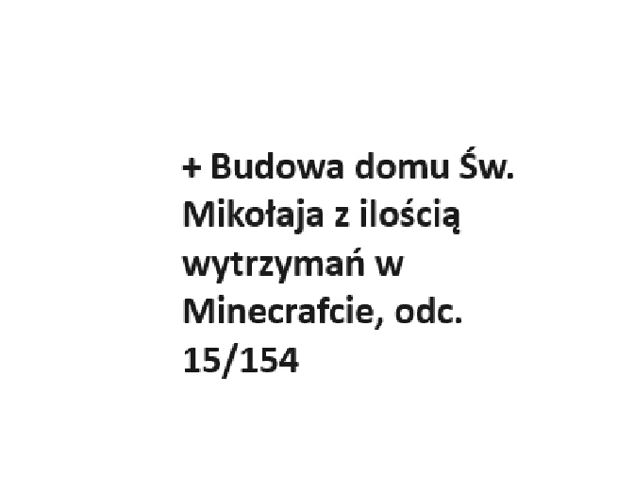 + Budowa domu Św.
Mikołaja z ilością
wytrzymań w
Minecrafcie, odc.
15/154